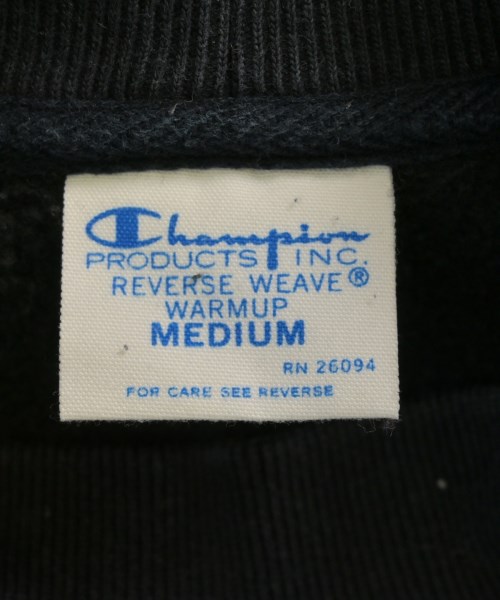 Champion
PRODUCTS INC.
REVERSE WEAVE®
WARMUP
MEDIUM
RN 26094
FOR CARE SEE REVERSE